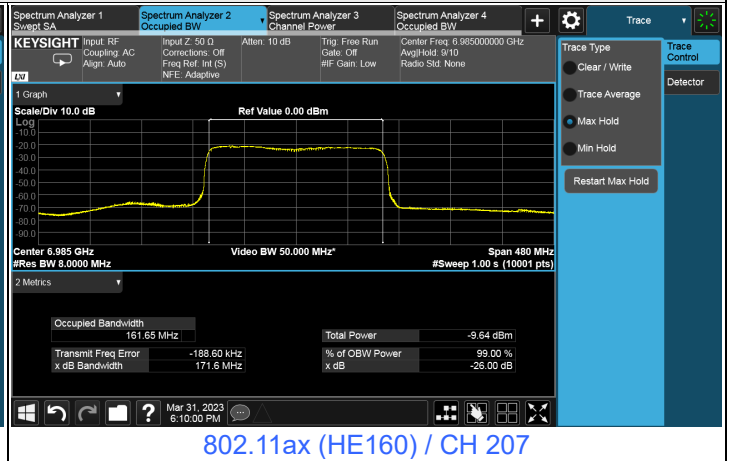 Spectrum Analyzer 1
Swept SA
Spectrum Analyzer 2
Occupied BW
Spectrum Analyzer 3
Channel Power
Spectrum Analyzer 4
Occupied BW
+
Trace
KEYSIGHT
LXI
Input: RF
Coupling: AC
Align: Auto
Input Z: 50 Ω
Corrections: Off
Freq Ref: Int (S)
NFE: Adaptive
Atten: 10 dB
Trig: Free Run
Gate: Off
#IF Gain: Low
Center Freq: 6.985000000 GHz
Avg|Hold: 9/10
Radio Std: None
Trace Type
Clear / Write
Trace Average
Max Hold
Min Hold
Restart Max Hold
Trace
Control
Detector
1 Graph
Scale/Div 10.0 dB
Ref Value 0.00 dBm
Log
-10.0
-20.0
-30.0
-40.0
-50.0
-60.0
-70.0
-80.0
-90.0
Center 6.985 GHz
Video BW 50.000 MHz*
Span 480 MHz
#Res BW 8.0000 MHz
#Sweep 1.00 s (10001 pts)
2 Metrics
Occupied Bandwidth
161.65 MHz
Total Power -9.64 dBm
Transmit Freq Error -188.60 kHz
% of OBW Power 99.00 %
x dB Bandwidth 171.6 MHz
x dB -26.00 dB
?
Mar 31, 2023
6:10:00 PM
802.11ax (HE160) / CH 207